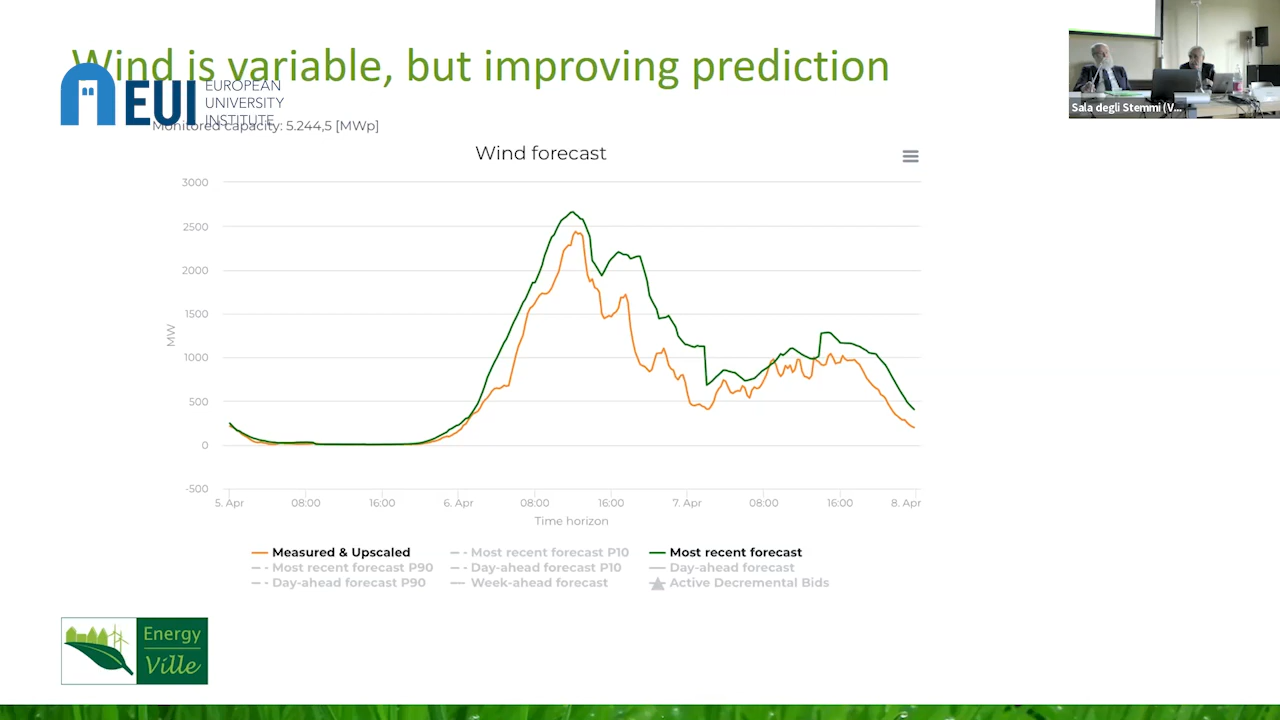 Wind is variable, but improving prediction
EUI EUROPEAN
UNIVERSITY
INSTITUTE
Monitored capacity: 5.244,5 [MWp]
Sala degli Stemmi (V...
Wind forecast
3000
2500
2000
1500
1000
500
0
-500
MW
5. Apr 08:00 16:00 6. Apr 08:00 16:00 7. Apr 08:00 16:00 8. Apr
Time horizon
Measured & Upscaled Most recent forecast P10 Most recent forecast
Most recent forecast P90 Day-ahead forecast P10 Day-ahead forecast
Day-ahead forecast P90 Week-ahead forecast Active Decremental Bids
Energy
Ville